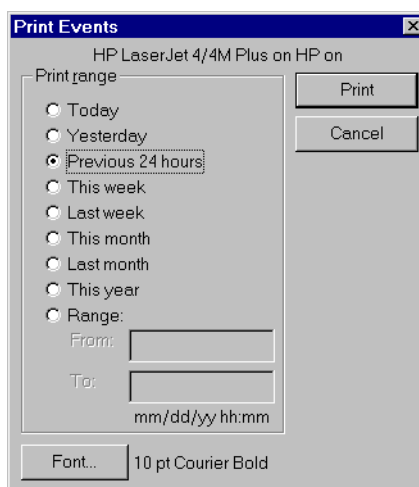 Print Events
HP LaserJet 4/4M Plus on HP on
Print range
Print
Today
Cancel
Yesterday
Previous 24 hours
This week
Last week
This month
Last month
This year
Range:
From:
To:
mm/dd/yy hh:mm
Font... 10 pt Courier Bold